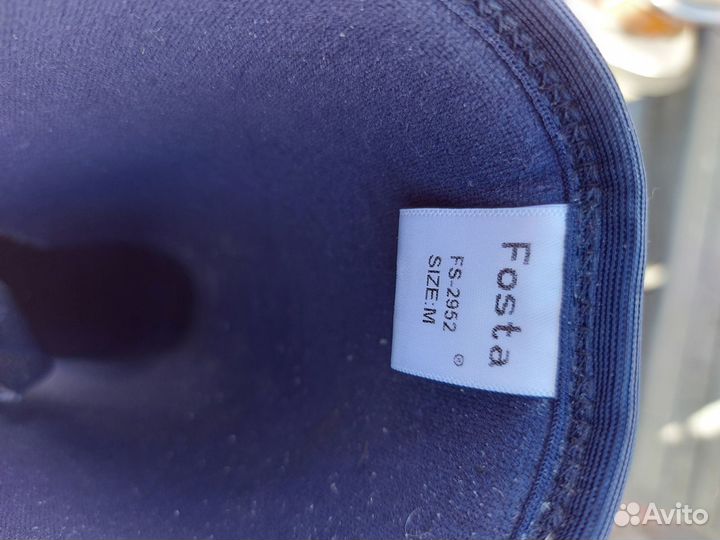 Fosta
®
FS-2952
SIZE:M
Avito